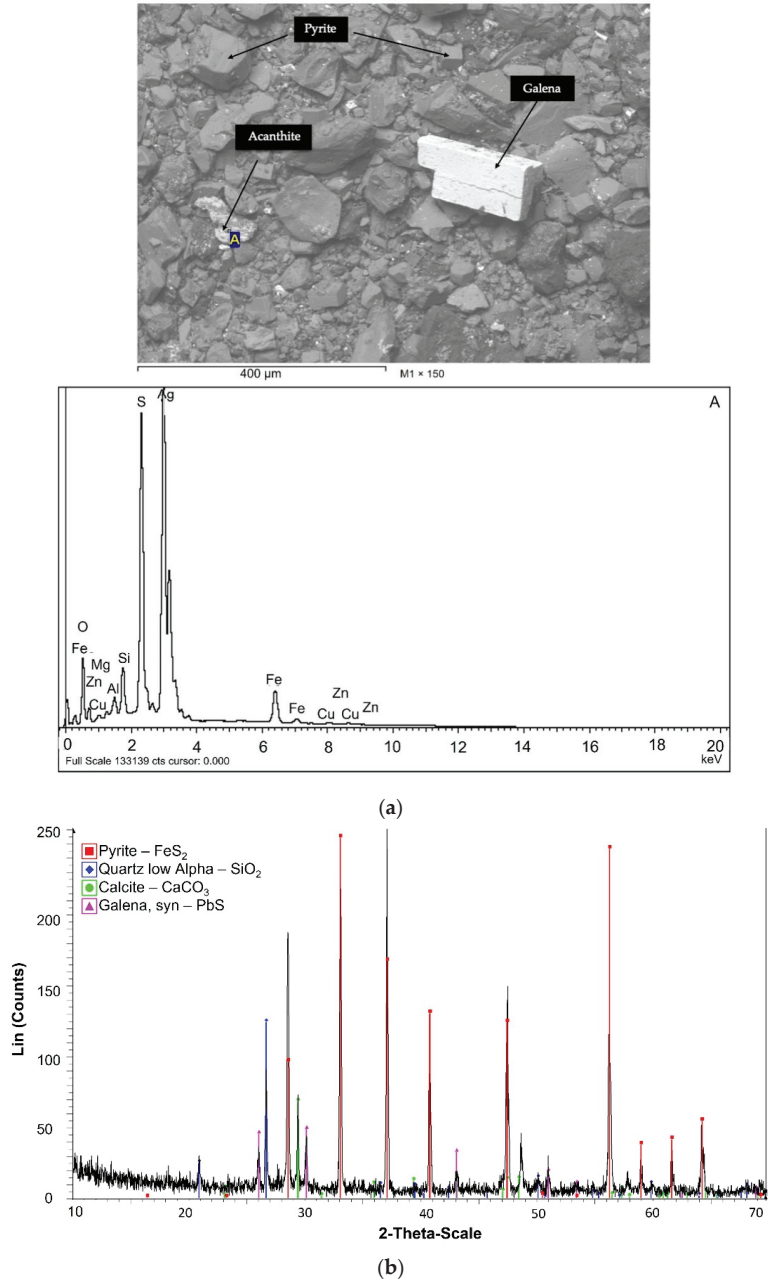 Pyrite
Galena
Acanthite
A
400 µm M1 × 150
A
S
Ag
O
Fe
Mg
Zn
Cu
Al
Si
Fe
Fe
Zn
Cu
Cu
Zn
0 2 4 6 8 10 12 14 16 18 20
Full Scale 133139 cts cursor: 0.000 keV
(a)
Pyrite – FeS₂
Quartz low Alpha – SiO₂
Calcite – CaCO₃
Galena, syn – PbS
Lin (Counts)
250
200
150
100
50
0
10 20 30 40 50 60 70
2-Theta-Scale
(b)